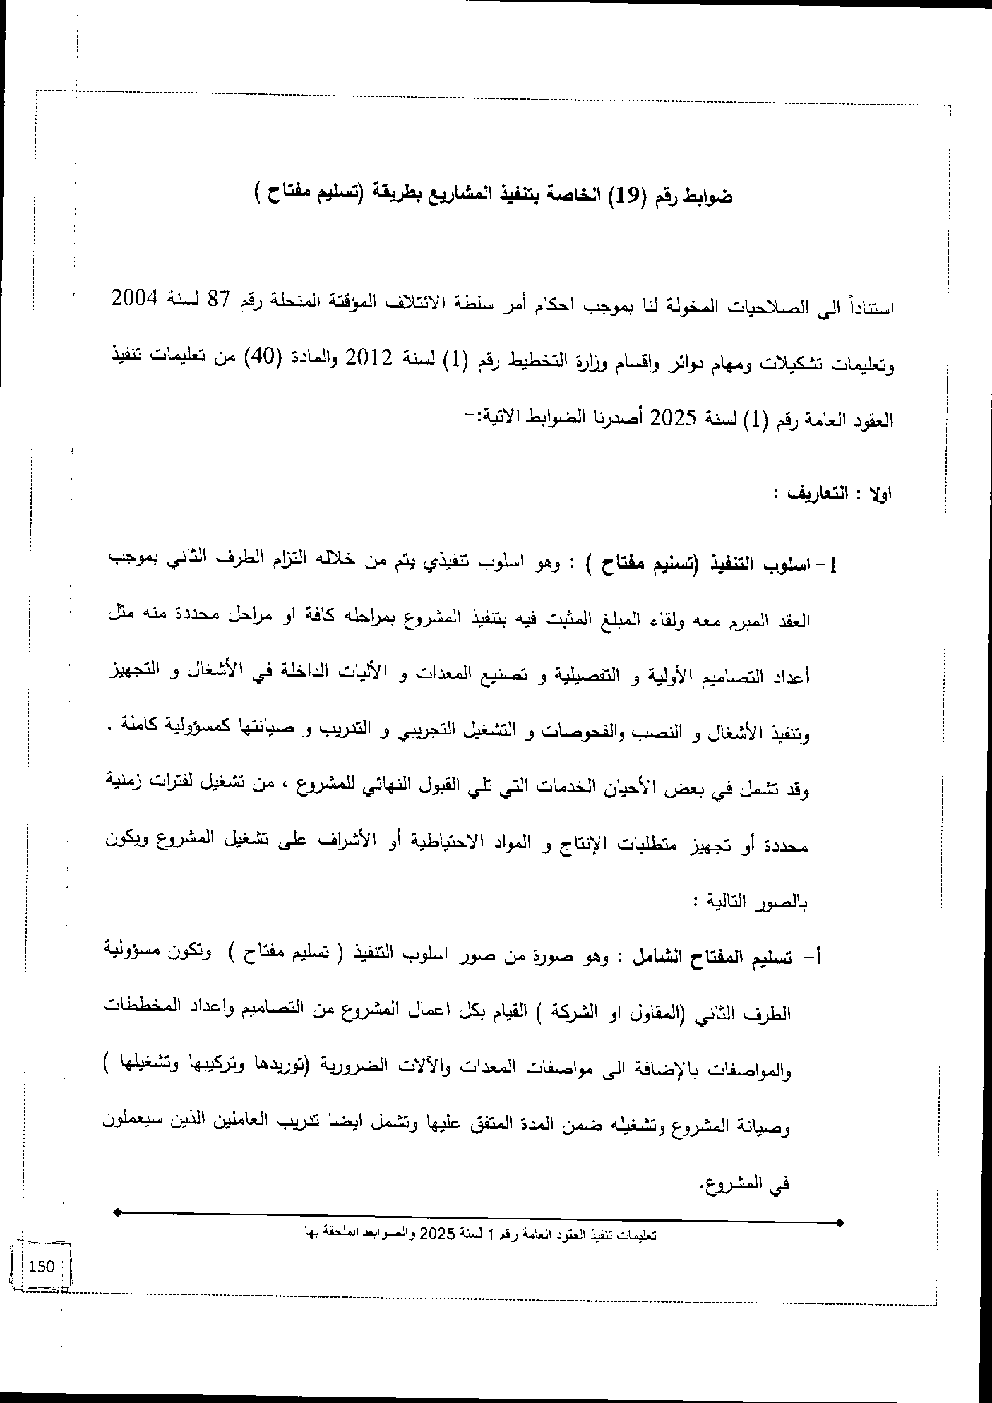 ضوابط رقم (19) الخاصة بتنفيذ المشاريع بطريقة (تسليم مفتاح )
استناداً الى الصلاحيات المخولة لنا بموجب احكام أمر سلطة الائتلاف المؤقتة المنحلة رقم 87 لسنة 2004
وتعليمات تشكيلات ومهام دوائر واقسام وزارة التخطيط رقم (1) لسنة 2012 والمادة (40) من تعليمات تنفيذ
العقود العامة رقم (1) لسنة 2025 أصدرنا الضوابط الاتية:-
اولا : التعاريف :
1- اسلوب التنفيذ (تسليم مفتاح ) : وهو اسلوب تنفيذي يتم من خلاله التزام الطرف الثاني بموجب
العقد المبرم معه ولقاء المبلغ المثبت فيه بتنفيذ المشروع بمراحله كافة او مراحل محددة منه مثل
أعداد التصاميم الأولية و التفصيلية و تصنيع المعدات و الأليات الداخلة في الأشغال و التجهيز
وتنفيذ الأشغال و النصب والفحوصات و التشغيل التجريبي و التدريب و صيانتها كمسؤولية كاملة .
وقد تشمل في بعض الأحيان الخدمات التي تلي القبول النهائي للمشروع ، من تشغيل لفترات زمنية
محددة أو تجهيز متطلبات الإنتاج و المواد الاحتياطية أو الأشراف على تشغيل المشروع ويكون
بالصور التالية :
أ- تسليم المفتاح الشامل : وهو صورة من صور اسلوب التنفيذ ( تسليم مفتاح ) وتكون مسؤولية
الطرف الثاني (المقاول او الشركة ) القيام بكل اعمال المشروع من التصاميم واعداد المخططات
والمواصفات بالإضافة الى مواصفات المعدات والألات الضرورية (توريدها وتركيبها وتشغيلها )
وصيانة المشروع وتشغيله ضمن المدة المتفق عليها وتشمل ايضا تدريب العاملين الذين سيعملون
في المشروع.
تعليمات تنفيذ العقود العامة رقم 1 لسنة 2025 والضوابط الملحقة بها
150